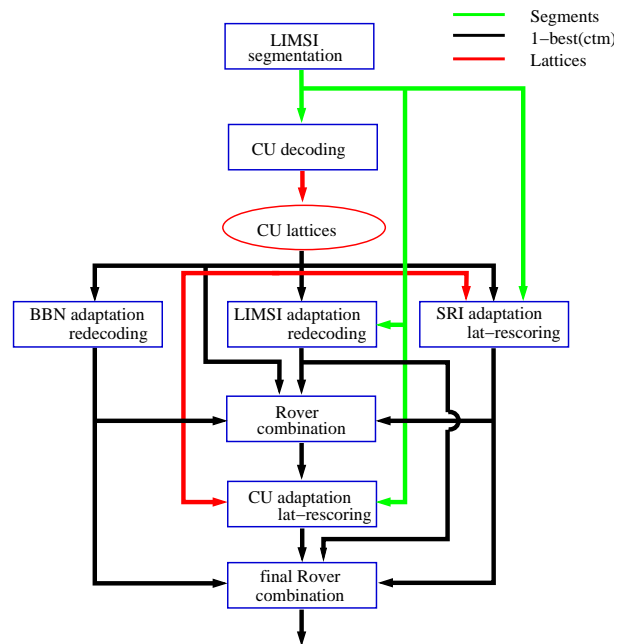 Segments
1−best(ctm)
Lattices
LIMSI
segmentation
CU decoding
CU lattices
BBN adaptation
redecoding
LIMSI adaptation
redecoding
SRI adaptation
lat−rescoring
Rover
combination
CU adaptation
lat−rescoring
final Rover
combination